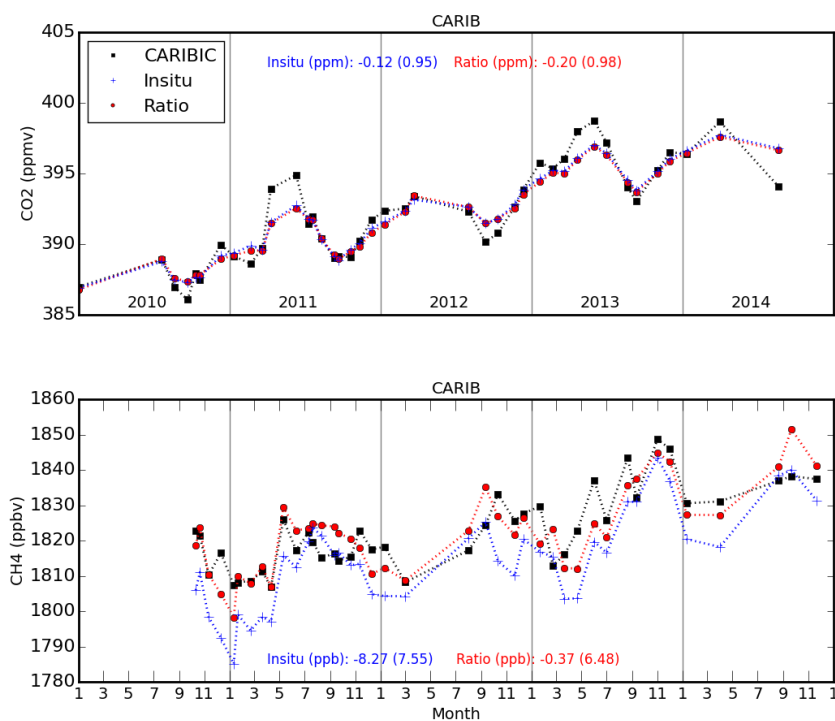 CARIB
405
400
395
390
385
CO2 (ppmv)
CARIBIC
Insitu
Ratio
Insitu (ppm): -0.12 (0.95) Ratio (ppm): -0.20 (0.98)
2010 2011 2012 2013 2014
CARIB
1860
1850
1840
1830
1820
1810
1800
1790
1780
CH4 (ppbv)
Insitu (ppb): -8.27 (7.55) Ratio (ppb): -0.37 (6.48)
1 3 5 7 9 11 1 3 5 7 9 11 1 3 5 7 9 11 1 3 5 7 9 11 1 3 5 7 9 11 1
Month